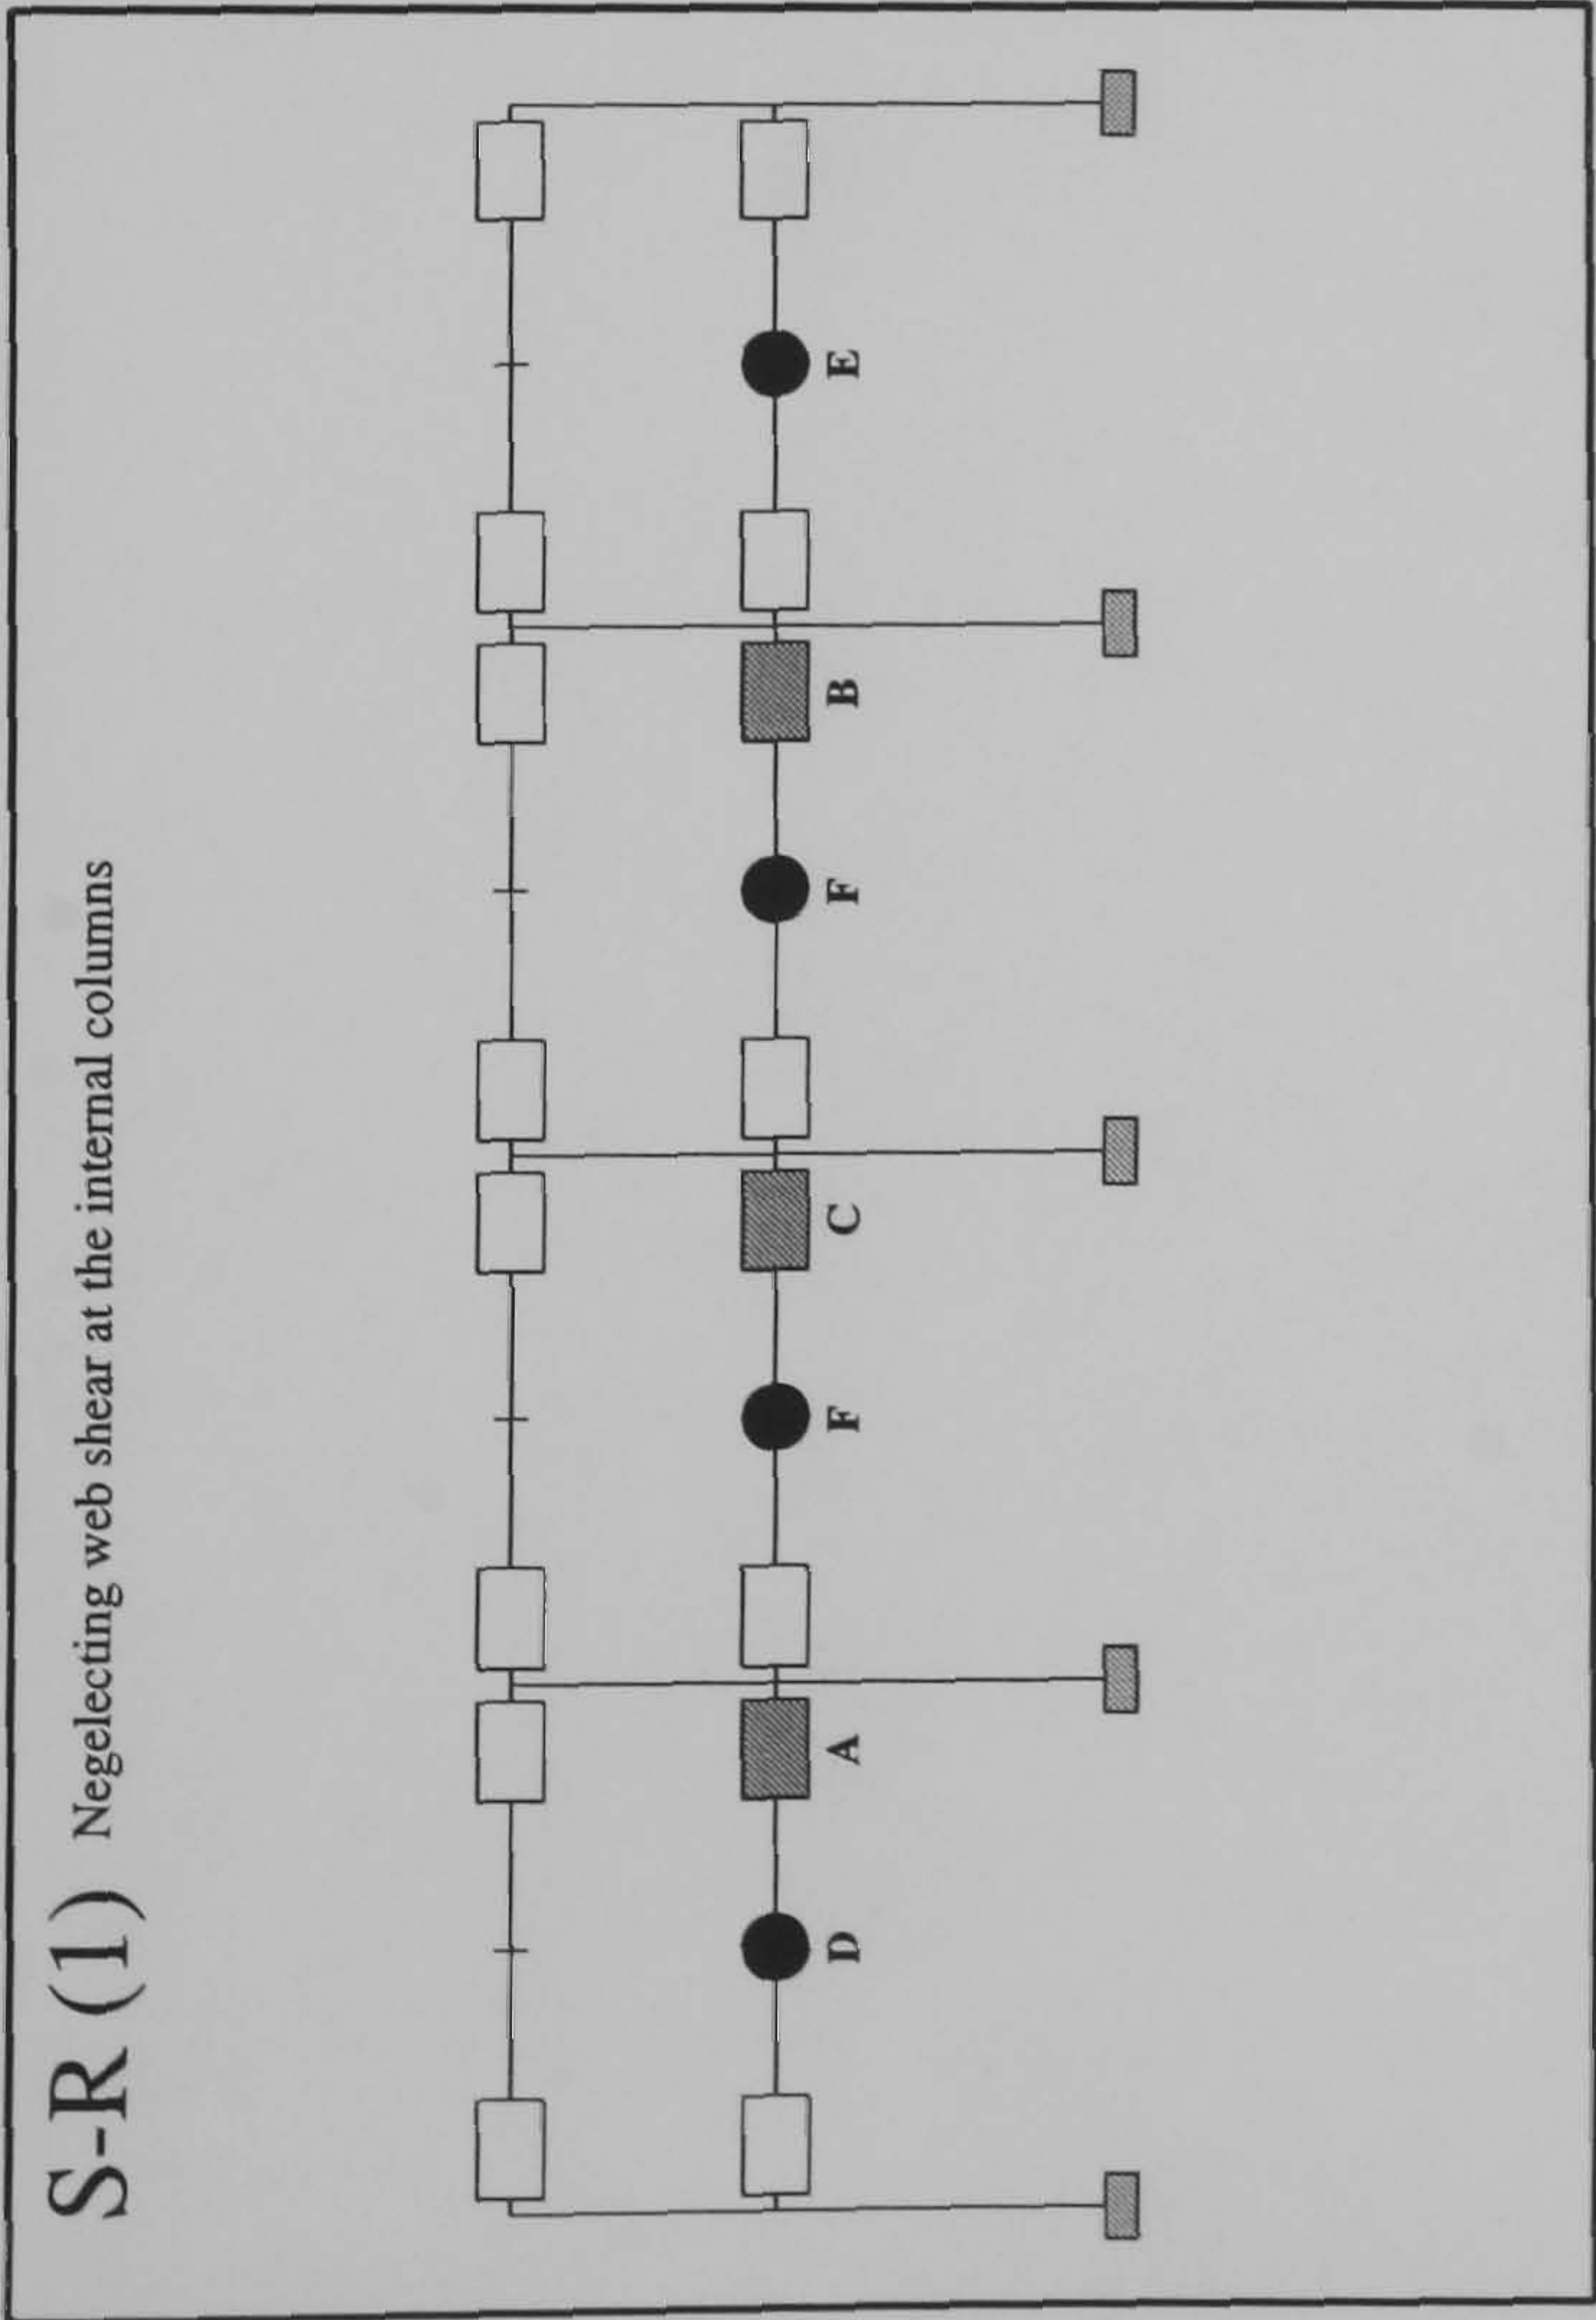 S-R (1) Negelecting web shear at the internal columns
D A F C F B E